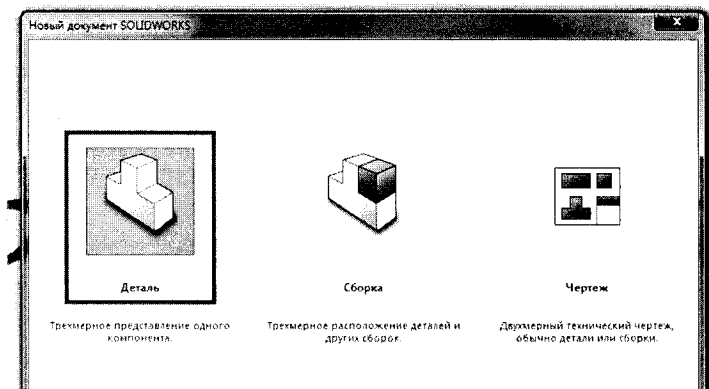 Новый документ SOLIDWORKS
Деталь
Сборка
Чертеж
Трехмерное представление одного
компонента.
Трехмерное расположение деталей и
других сборок.
Двухмерный технический чертеж,
обычно детали или сборки.